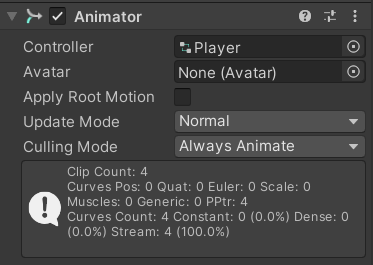 Animator
Controller
Player
Avatar
None (Avatar)
Apply Root Motion
Update Mode
Normal
Culling Mode
Always Animate
Clip Count: 4
Curves Pos: 0 Quat: 0 Euler: 0 Scale: 0
Muscles: 0 Generic: 0 PPtr: 4
Curves Count: 4 Constant: 0 (0.0%) Dense: 0
(0.0%) Stream: 4 (100.0%)